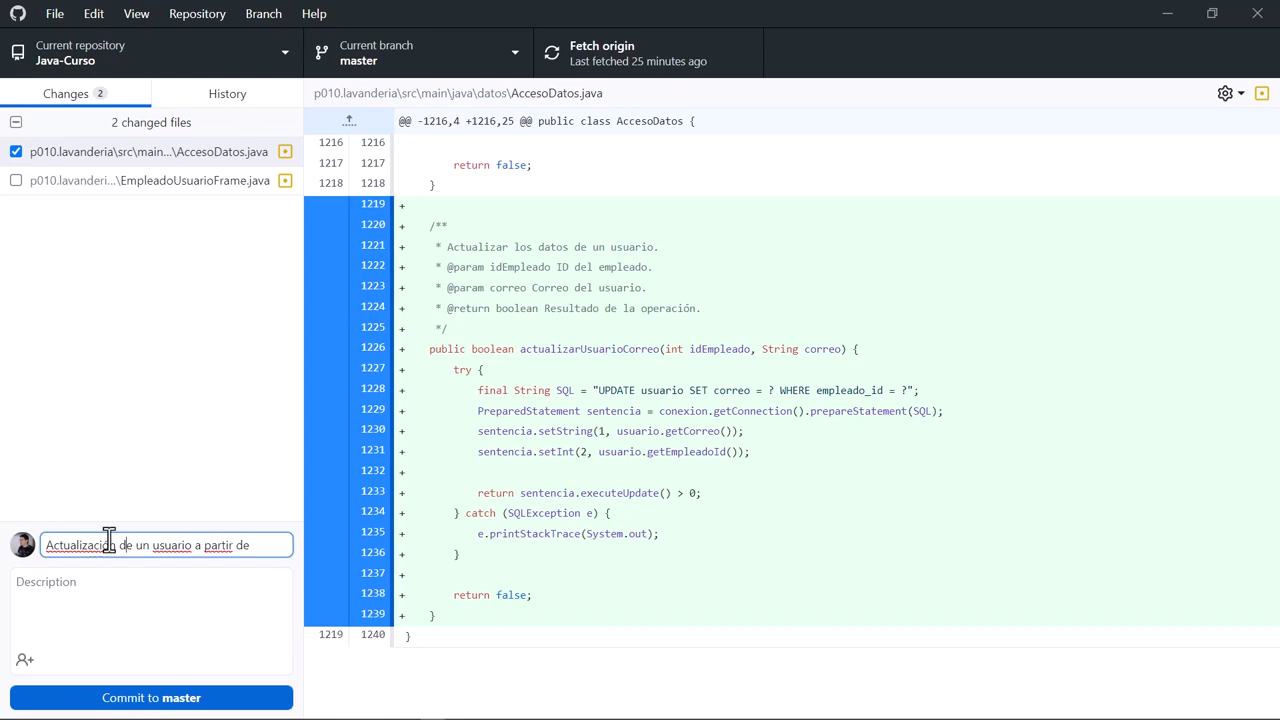 File Edit View Repository Branch Help
Current repository
Java-Curso
Current branch
master
Fetch origin
Last fetched 25 minutes ago
Changes 2
History
p010.lavanderia\src\main\java\datos\AccesoDatos.java
2 changed files
p010.lavanderia\src\main...\AccesoDatos.java
p010.lavanderi...\EmpleadoUsuarioFrame.java
@@ -1216,4 +1216,25 @@ public class AccesoDatos {
1216 1216
1217 1217 return false;
1218 1218 }
1219 +
1220 + /**
1221 + * Actualizar los datos de un usuario.
1222 + * @param idEmpleado ID del empleado.
1223 + * @param correo Correo del usuario.
1224 + * @return boolean Resultado de la operación.
1225 + */
1226 + public boolean actualizarUsuarioCorreo(int idEmpleado, String correo) {
1227 + try {
1228 + final String SQL = "UPDATE usuario SET correo = ? WHERE empleado_id = ?";
1229 + PreparedStatement sentencia = conexion.getConnection().prepareStatement(SQL);
1230 + sentencia.setString(1, usuario.getCorreo());
1231 + sentencia.setInt(2, usuario.getEmpleadoId());
1232 +
1233 + return sentencia.executeUpdate() > 0;
1234 + } catch (SQLException e) {
1235 + e.printStackTrace(System.out);
1236 + }
1237 +
1238 + return false;
1239 + }
1219 1240 }
Actualización de un usuario a partir de
Description
Commit to master